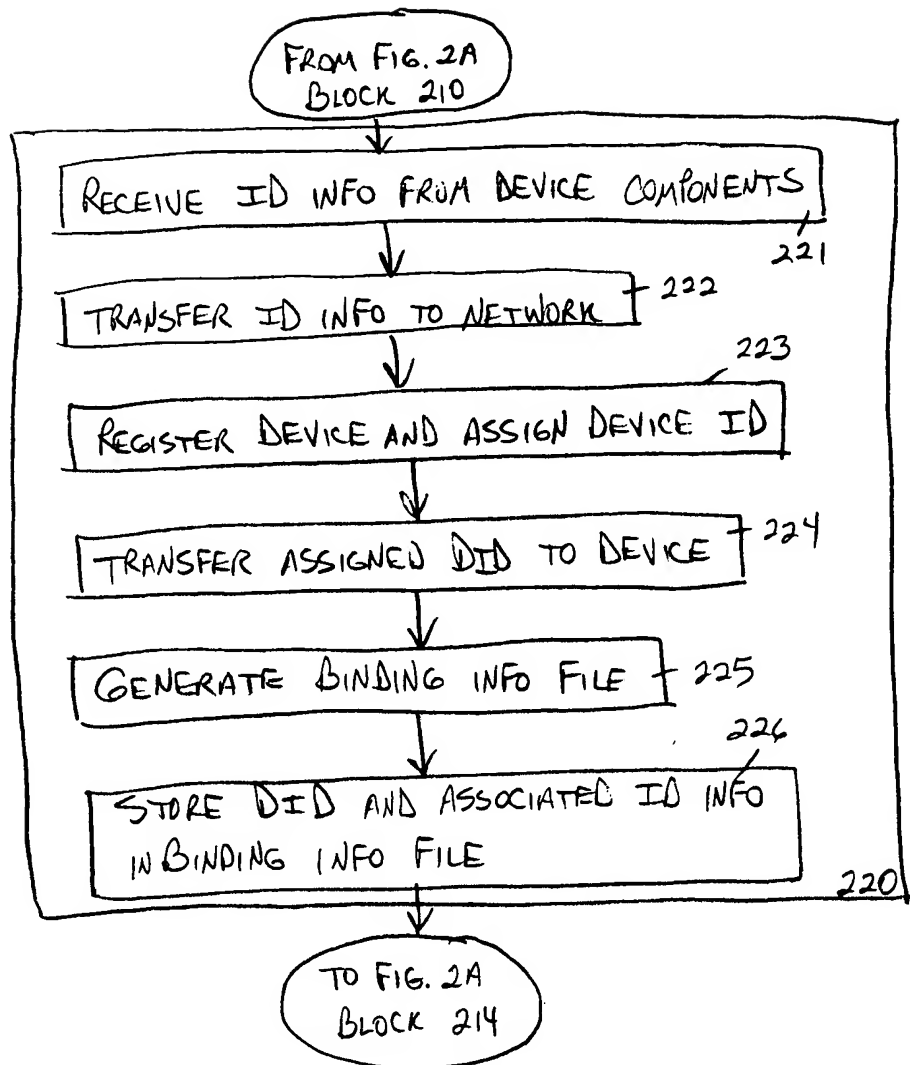 FROM FIG. 2A
BLOCK 210
RECEIVE ID INFO FROM DEVICE COMPONENTS
221
TRANSFER ID INFO TO NETWORK
222
223
REGISTER DEVICE AND ASSIGN DEVICE ID
TRANSFER ASSIGNED DID TO DEVICE
224
GENERATE BINDING INFO FILE
225
226
STORE DID AND ASSOCIATED ID INFO
IN BINDING INFO FILE
220
TO FIG. 2A
BLOCK 214